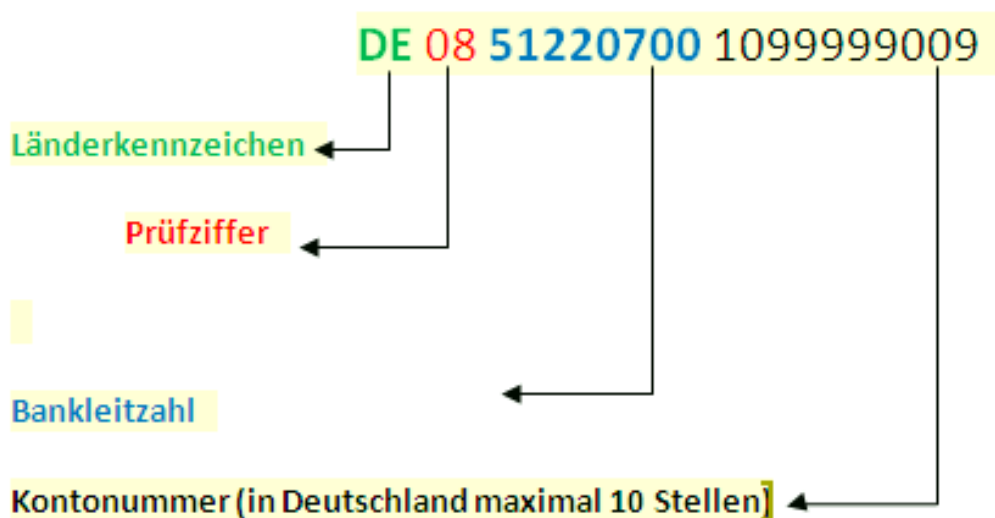 DE 08 51220700 1099999009
Länderkennzeichen
Prüfziffer
Bankleitzahl
Kontonummer (in Deutschland maximal 10 Stellen)